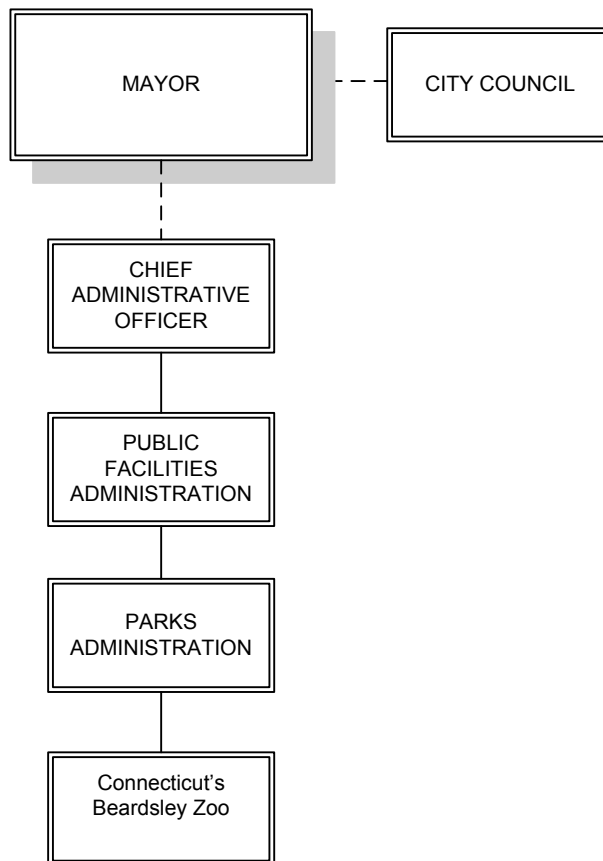 MAYOR
CITY COUNCIL
CHIEF
ADMINISTRATIVE
OFFICER
PUBLIC
FACILITIES
ADMINISTRATION
PARKS
ADMINISTRATION
Connecticut’s
Beardsley Zoo